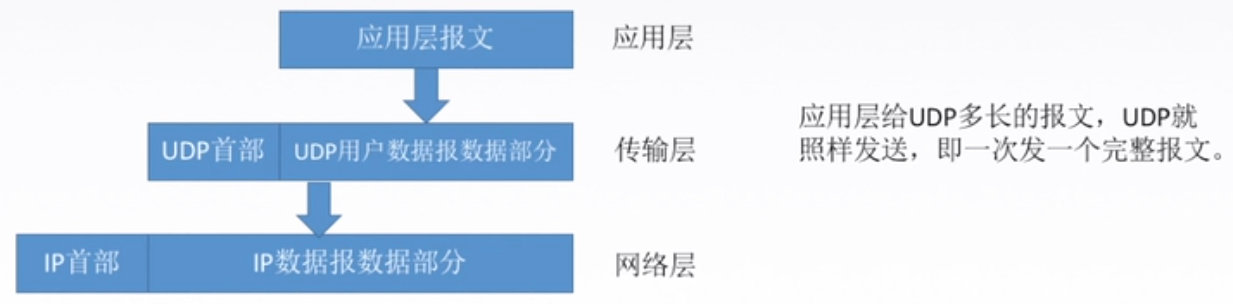 应用层报文 应用层
应用层给UDP多长的报文，UDP就
照样发送，即一次发一个完整报文。
UDP首部 UDP用户数据报数据部分 传输层
IP首部 IP数据报数据部分 网络层